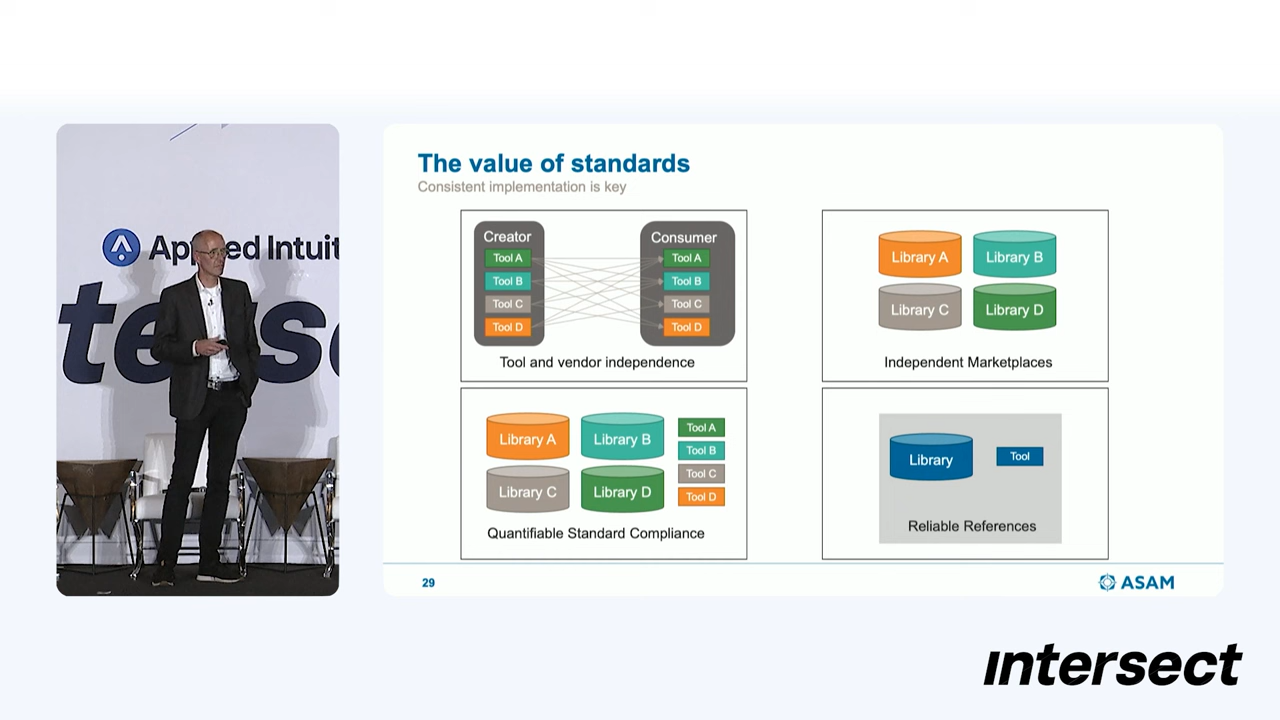 Applied Intuit
terse
The value of standards
Consistent implementation is key
Creator
Tool A
Tool B
Tool C
Tool D
Consumer
Tool A
Tool B
Tool C
Tool D
Tool and vendor independence
Library A
Library B
Library C
Library D
Independent Marketplaces
Library A
Library B
Library C
Library D
Tool A
Tool B
Tool C
Tool D
Quantifiable Standard Compliance
Library
Tool
Reliable References
29
ASAM
intersect